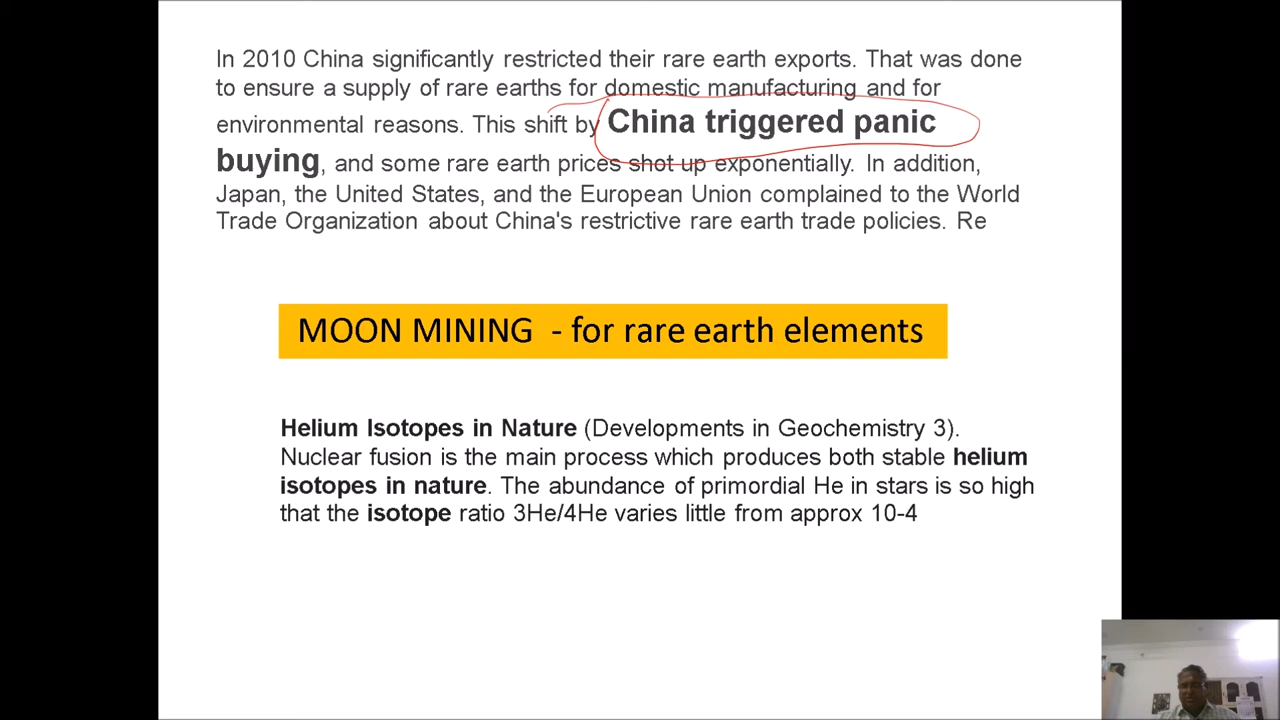 In 2010 China significantly restricted their rare earth exports. That was done
to ensure a supply of rare earths for domestic manufacturing and for
environmental reasons. This shift by China triggered panic
buying, and some rare earth prices shot up exponentially. In addition,
Japan, the United States, and the European Union complained to the World
Trade Organization about China's restrictive rare earth trade policies. Re
MOON MINING - for rare earth elements
Helium Isotopes in Nature (Developments in Geochemistry 3).
Nuclear fusion is the main process which produces both stable helium
isotopes in nature. The abundance of primordial He in stars is so high
that the isotope ratio 3He/4He varies little from approx 10-4